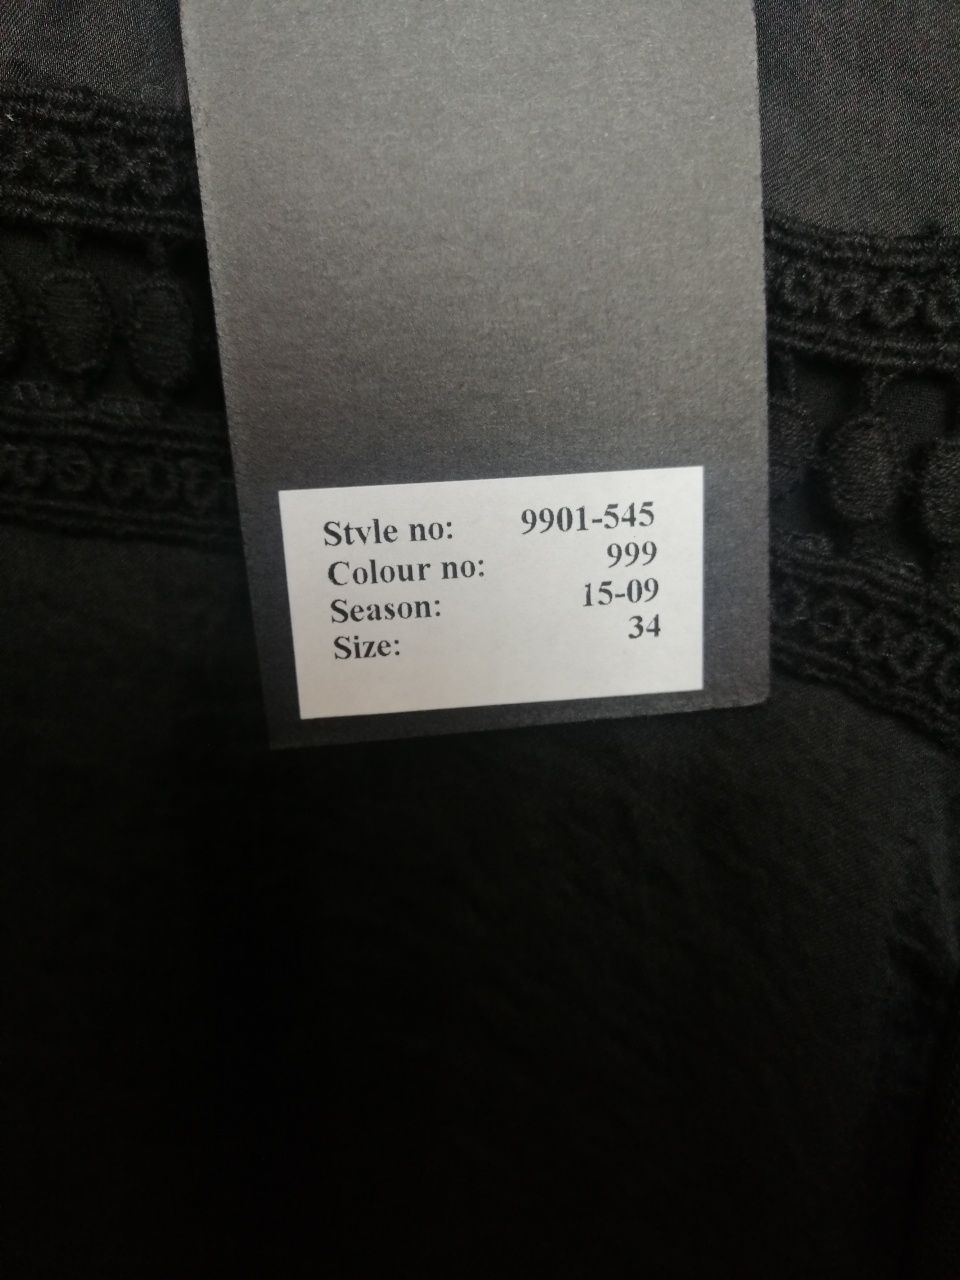 Style no: 9901-545
Colour no: 999
Season: 15-09
Size: 34